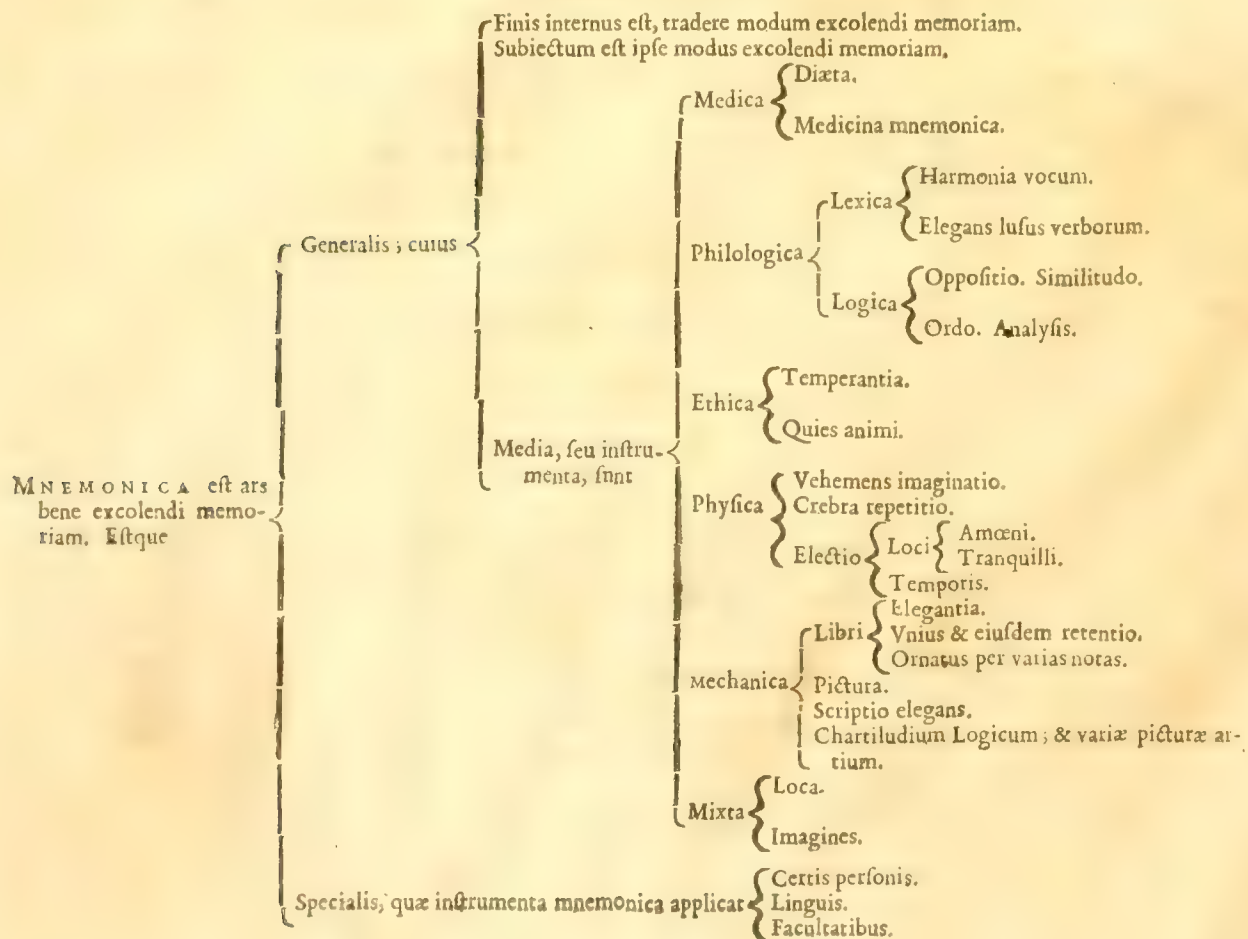 Finis internus eſt, tradere modum excolendi memoriam.
Subiectum eſt ipſe modus excolendi memoriam.
Generalis; cuius
Medica
Diæta.
Medicina mnemonica.
Philologica
Lexica
Harmonia vocum.
Elegans luſus verborum.
Logica
Oppoſitio. Similitudo.
Ordo. Analyſis.
Ethica
Temperantia.
Quies animi.
Media, ſeu inſtru-
menta, ſunt
MNEMONICA eſt ars
bene excolendi memo-
riam. Eſtque
Phyſica
Vehemens imaginatio.
Crebra repetitio.
Electio
Loci
Amœni.
Tranquilli.
Temporis.
Mechanica
Libri
Elegantia.
Vnius & eiuſdem retentio.
Ornatus per varias notas.
Pictura.
Scriptio elegans.
Chartiludium Logicum; & variæ picturæ ar-
tium.
Mixta
Loca.
Imagines.
Specialis, quæ inſtrumenta mnemonica applicat
Certis perſonis.
Linguis.
Facultatibus.